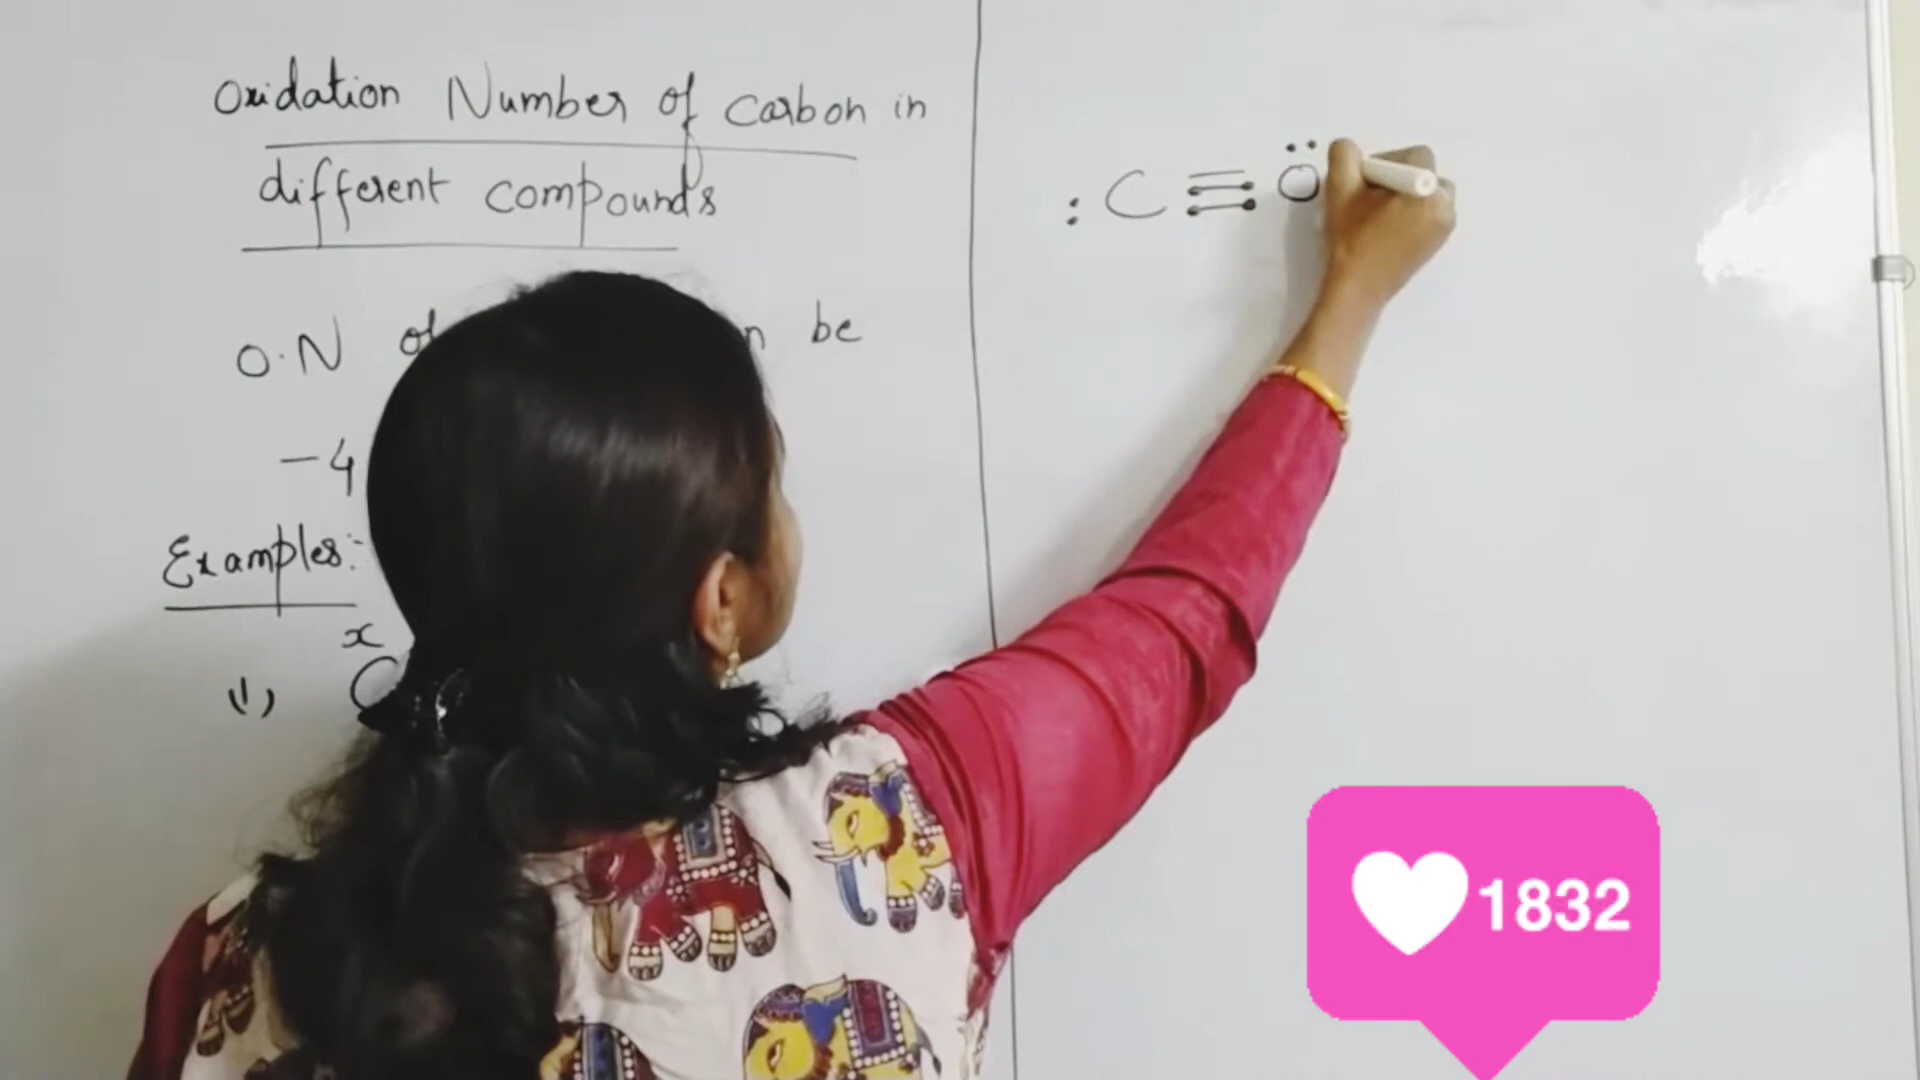 Oxidation Number of Carbon in
different compounds
O.N of be
-4
Examples:-
x
(1) C
: C ≡ O
1832